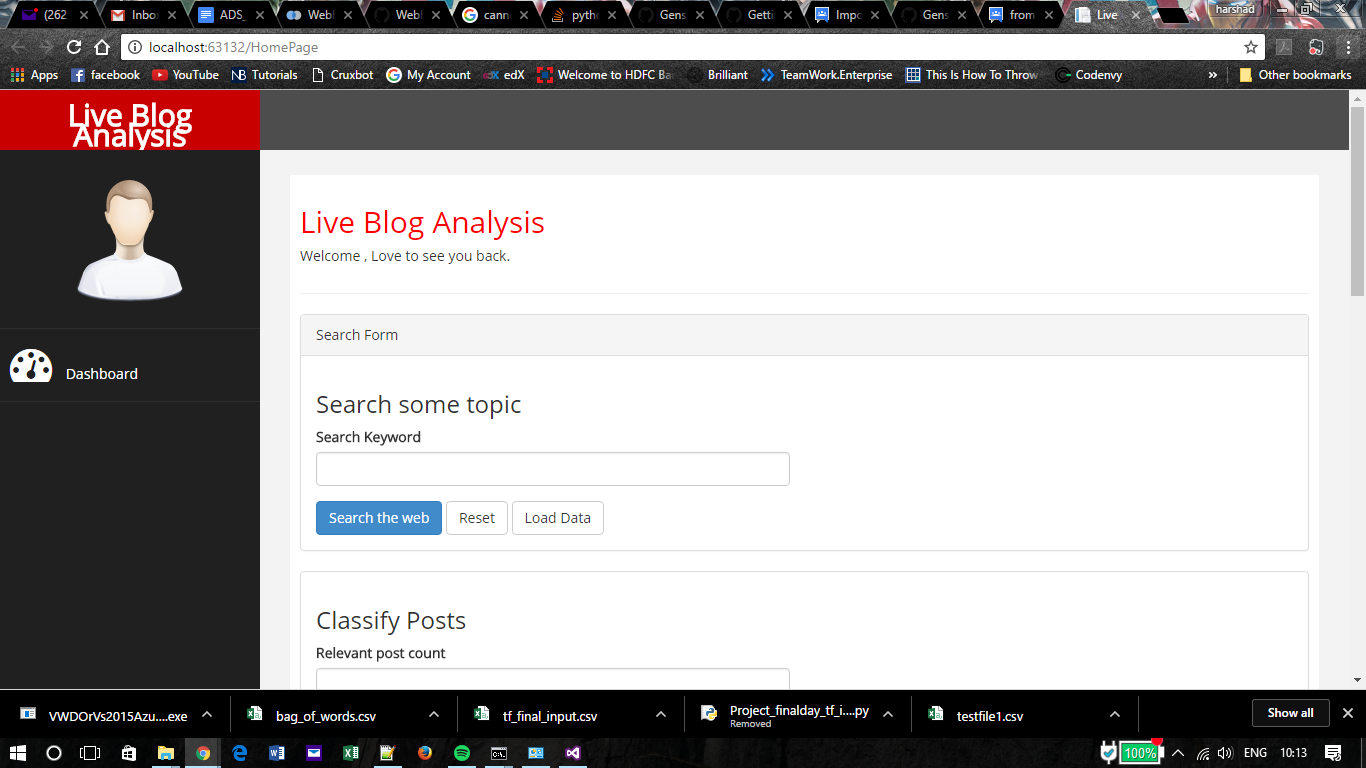 (262
Inbo
ADS_
Webl
Webl
cann
pyth
Gens
Getti
Impo
Gens
from
Live
harshad
localhost:63132/HomePage
Apps
facebook
YouTube
NB Tutorials
Cruxbot
My Account
edX
Welcome to HDFC Ba
Brilliant
TeamWork.Enterprise
This Is How To Throw
Codenvy
»
Other bookmarks
Live Blog
Analysis
Live Blog Analysis
Welcome , Love to see you back.
Dashboard
Search Form
Search some topic
Search Keyword
Search the web
Reset
Load Data
Classify Posts
Relevant post count
VWDOrVs2015Azu....exe
bag_of_words.csv
tf_final_input.csv
Project_finalday_tf_i....py
Removed
testfile1.csv
Show all
100%
ENG
10:13